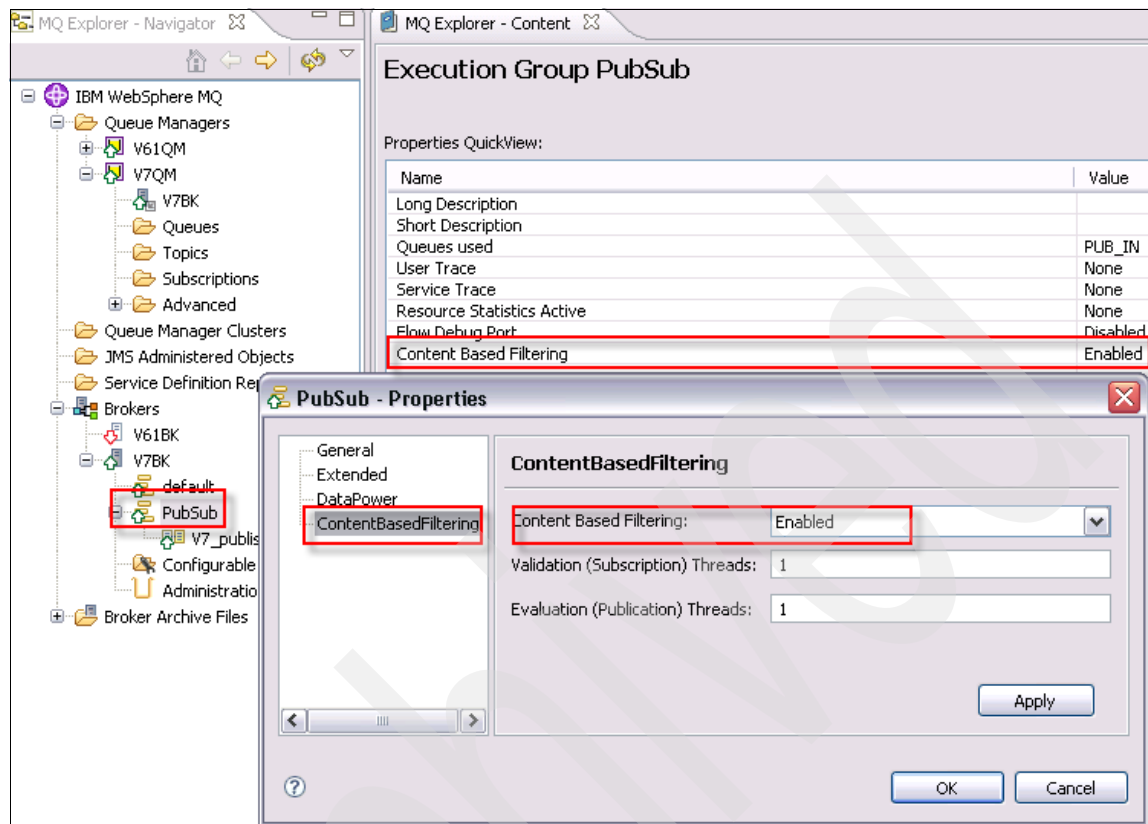 MQ Explorer - Navigator
IBM WebSphere MQ
Queue Managers
V61QM
V7QM
V7BK
Queues
Topics
Subscriptions
Advanced
Queue Manager Clusters
JMS Administered Objects
Service Definition Rep
Brokers
V61BK
V7BK
default
PubSub
V7_publis
Configurable
Administratio
Broker Archive Files
MQ Explorer - Content
Execution Group PubSub
Properties QuickView:
Name Value
Long Description
Short Description
Queues used PUB_IN
User Trace None
Service Trace None
Resource Statistics Active None
Flow Debug Port Disabled
Content Based Filtering Enabled
PubSub - Properties
General
Extended
DataPower
ContentBasedFiltering
ContentBasedFiltering
Content Based Filtering: Enabled
Validation (Subscription) Threads: 1
Evaluation (Publication) Threads: 1
Apply
?
OK Cancel